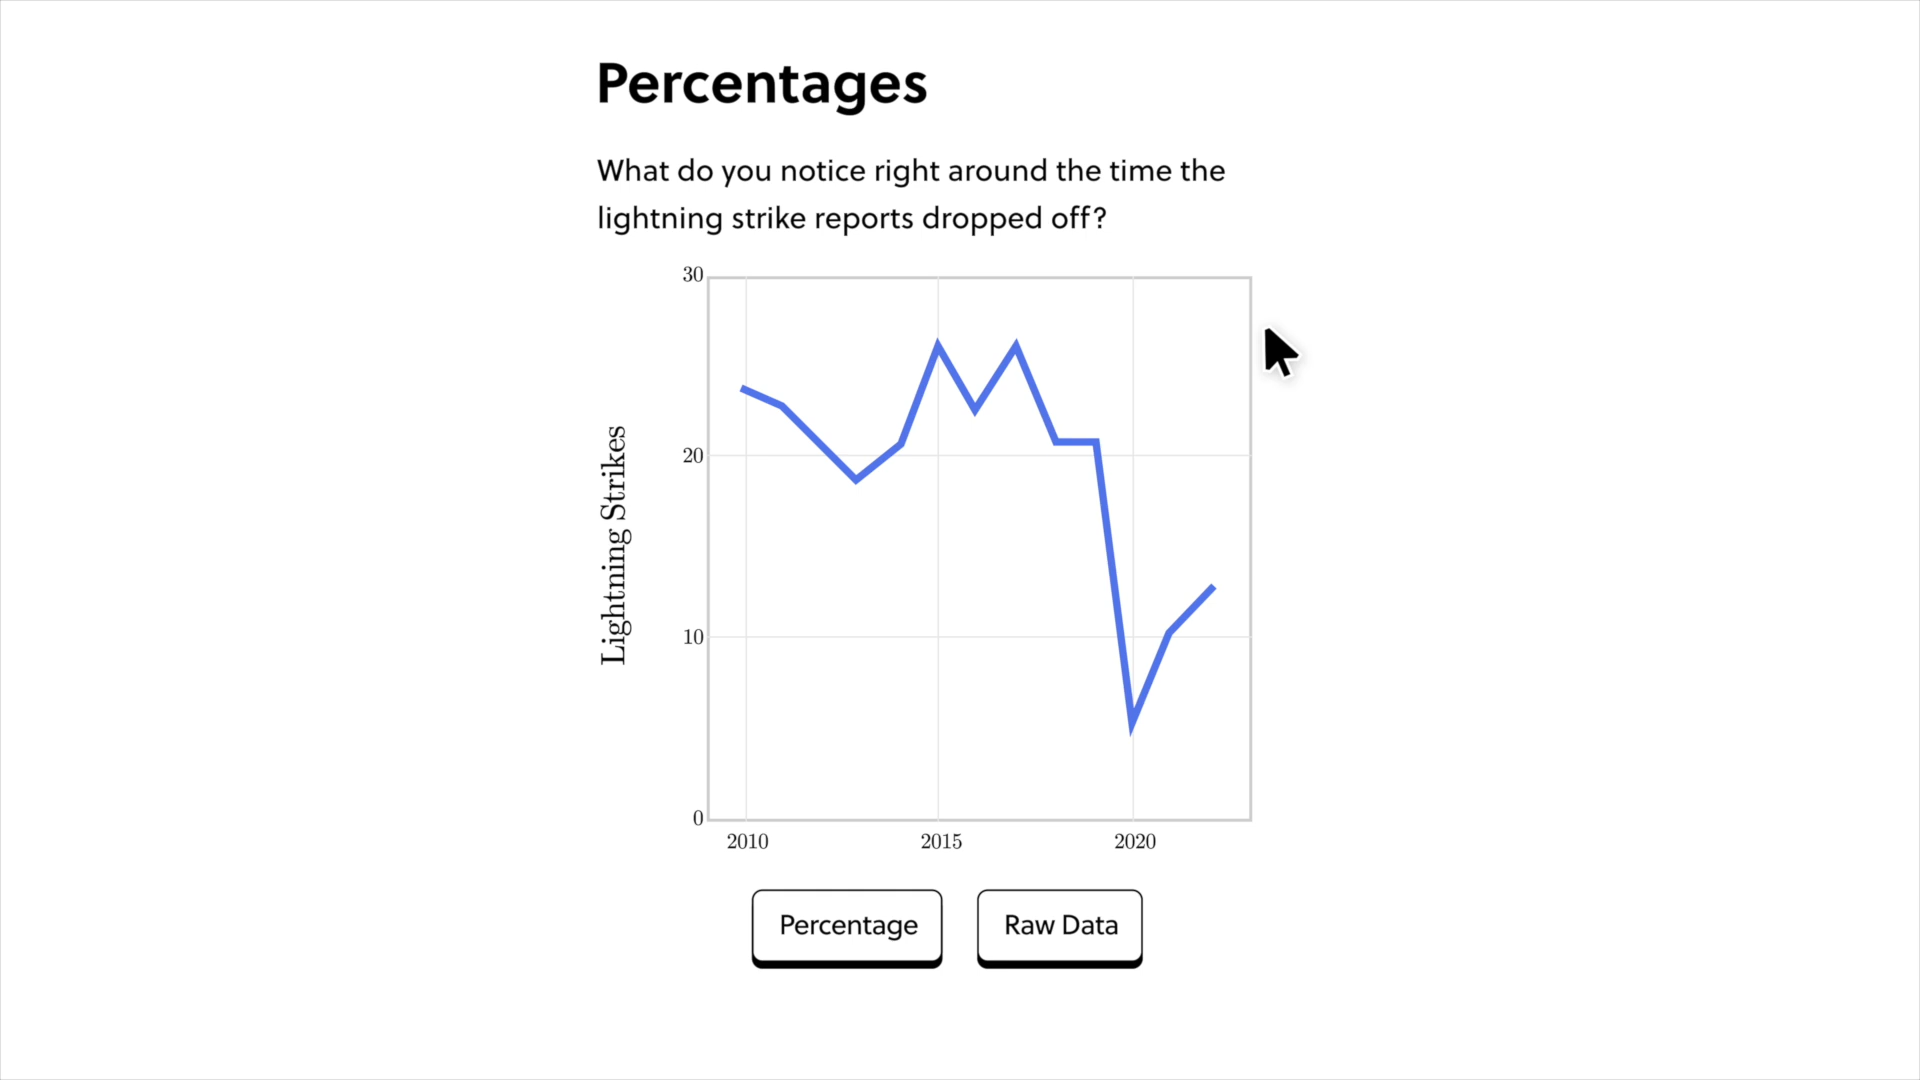 Percentages
What do you notice right around the time the
lightning strike reports dropped off?
30
20
10
0
Lightning Strikes
2010 2015 2020
Percentage Raw Data